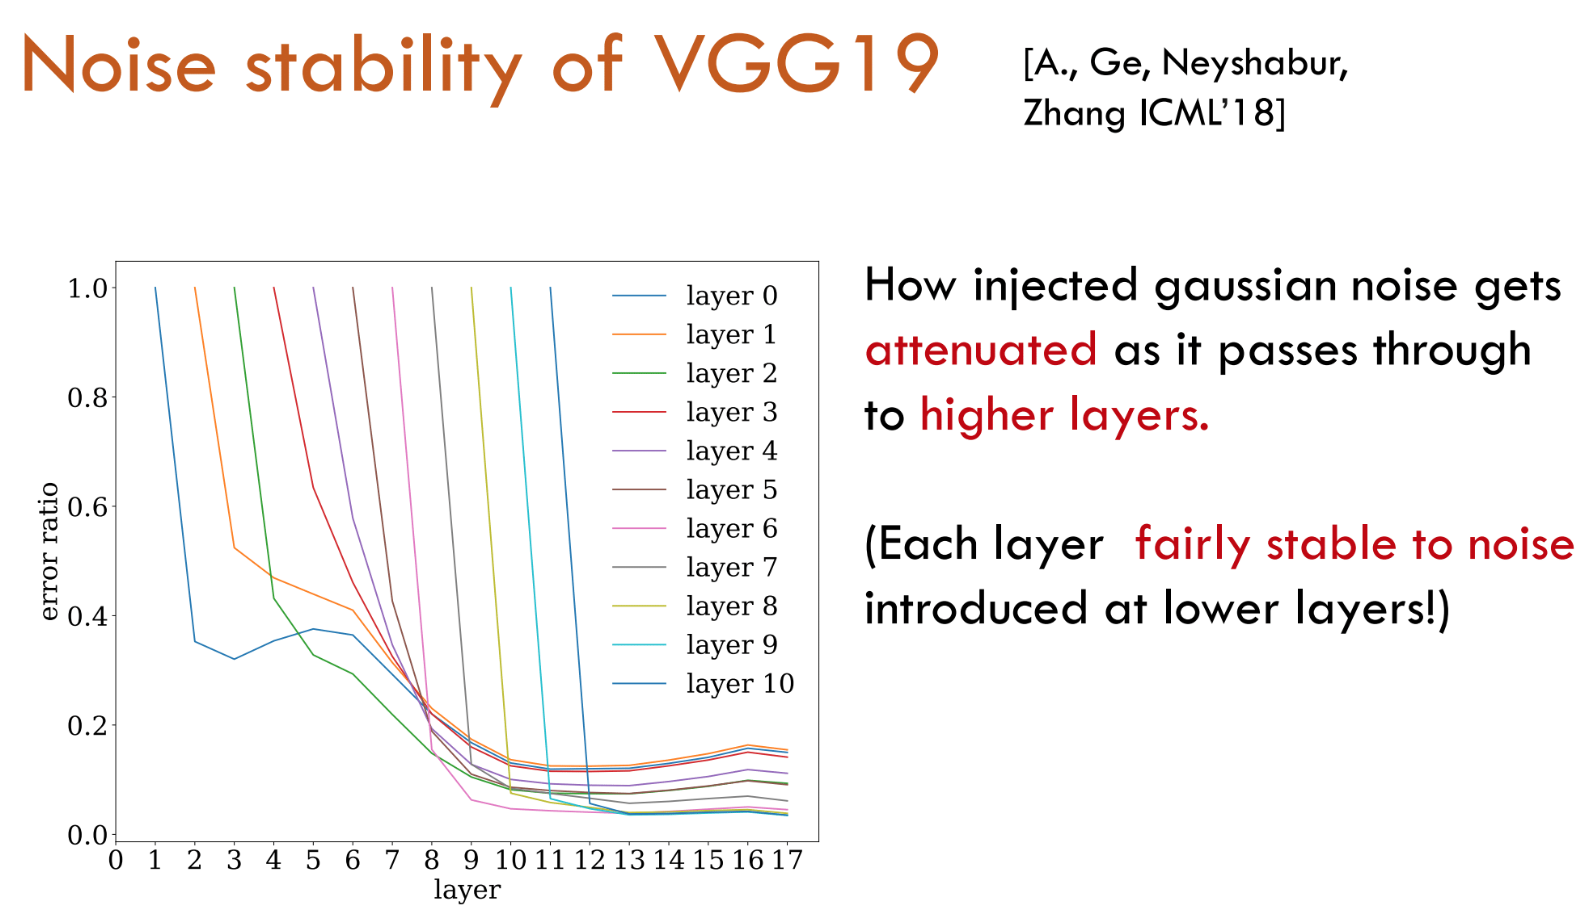 Noise stability of VGG19
[A., Ge, Neyshabur,
Zhang ICML’18]
1.0
0.8
0.6
0.4
0.2
0.0
error ratio
0 1 2 3 4 5 6 7 8 9 10 11 12 13 14 15 16 17
layer
layer 0
layer 1
layer 2
layer 3
layer 4
layer 5
layer 6
layer 7
layer 8
layer 9
layer 10
How injected gaussian noise gets
attenuated as it passes through
to higher layers.
(Each layer fairly stable to noise
introduced at lower layers!)